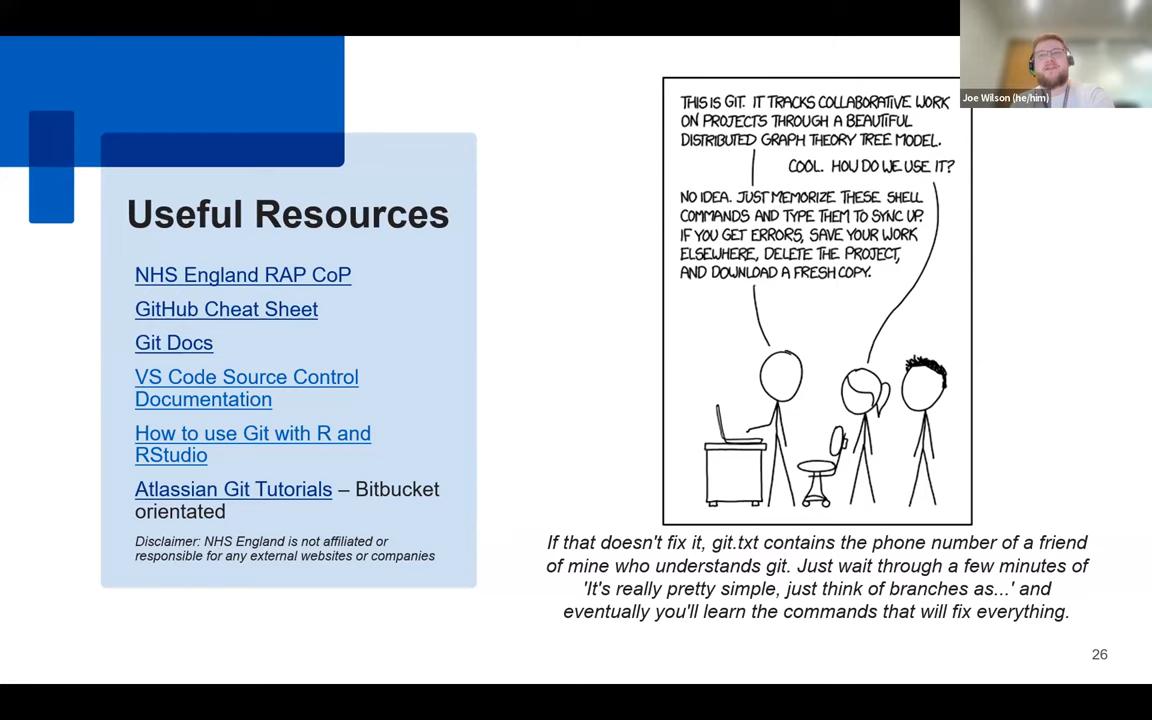 Joe Wilson (he/him)
Useful Resources
NHS England RAP CoP
GitHub Cheat Sheet
Git Docs
VS Code Source Control
Documentation
How to use Git with R and
RStudio
Atlassian Git Tutorials – Bitbucket
orientated
Disclaimer: NHS England is not affiliated or
responsible for any external websites or companies
THIS IS GIT. IT TRACKS COLLABORATIVE WORK
ON PROJECTS THROUGH A BEAUTIFUL
DISTRIBUTED GRAPH THEORY TREE MODEL.
COOL. HOW DO WE USE IT?
NO IDEA. JUST MEMORIZE THESE SHELL
COMMANDS AND TYPE THEM TO SYNC UP.
IF YOU GET ERRORS, SAVE YOUR WORK
ELSEWHERE, DELETE THE PROJECT,
AND DOWNLOAD A FRESH COPY.
If that doesn't fix it, git.txt contains the phone number of a friend
of mine who understands git. Just wait through a few minutes of
'It's really pretty simple, just think of branches as...' and
eventually you'll learn the commands that will fix everything.
26